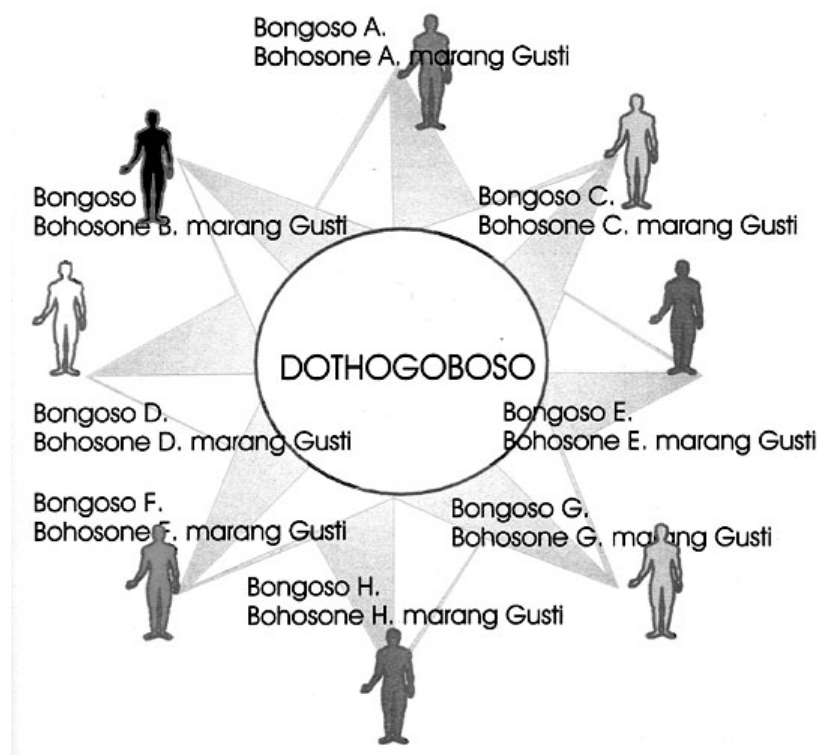 Bongoso A.
Bohosone A. marang Gusti
Bongoso
Bohosone B. marang Gusti
Bongoso C.
Bohosone C. marang Gusti
DOTHOGOBOSO
Bongoso D.
Bohosone D. marang Gusti
Bongoso E.
Bohosone E. marang Gusti
Bongoso F.
Bohosone F. marang Gusti
Bongoso G.
Bohosone G. marang Gusti
Bongoso H.
Bohosone H. marang Gusti